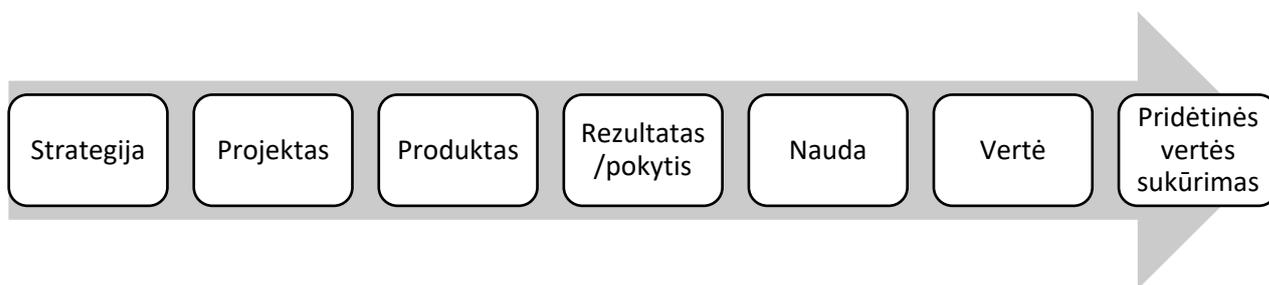 Strategija
Projektas
Produktas
Rezultatas
/pokytis
Nauda
Vertė
Pridėtinės
vertės
sukūrimas